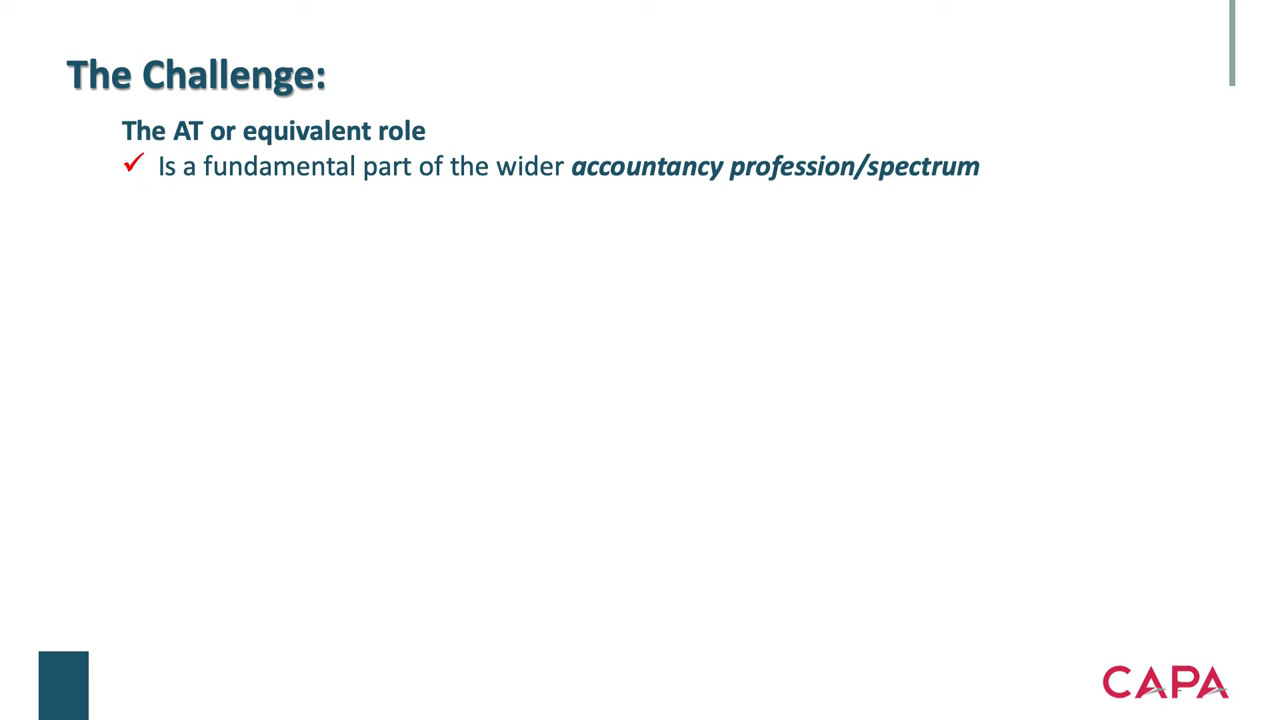 The Challenge:
The AT or equivalent role
✓ Is a fundamental part of the wider accountancy profession/spectrum
CAPA